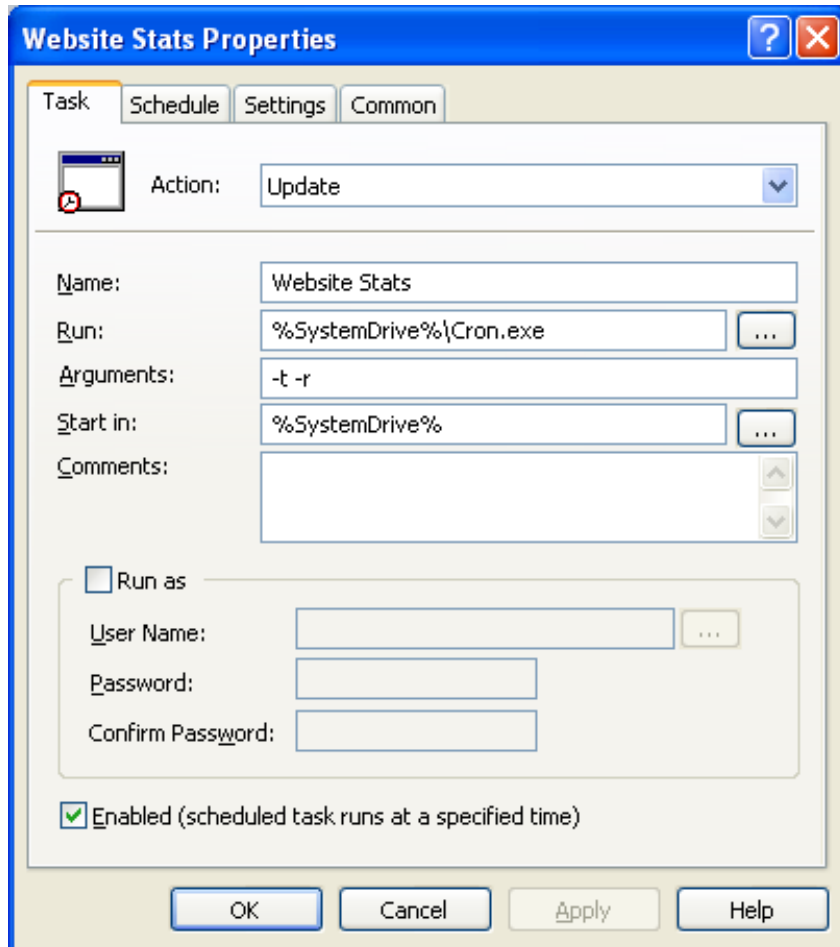 Website Stats Properties
Task Schedule Settings Common
Action: Update
Name: Website Stats
Run: %SystemDrive%\Cron.exe ...
Arguments: -t -r
Start in: %SystemDrive% ...
Comments:
Run as
User Name: ...
Password:
Confirm Password:
Enabled (scheduled task runs at a specified time)
OK Cancel Apply Help